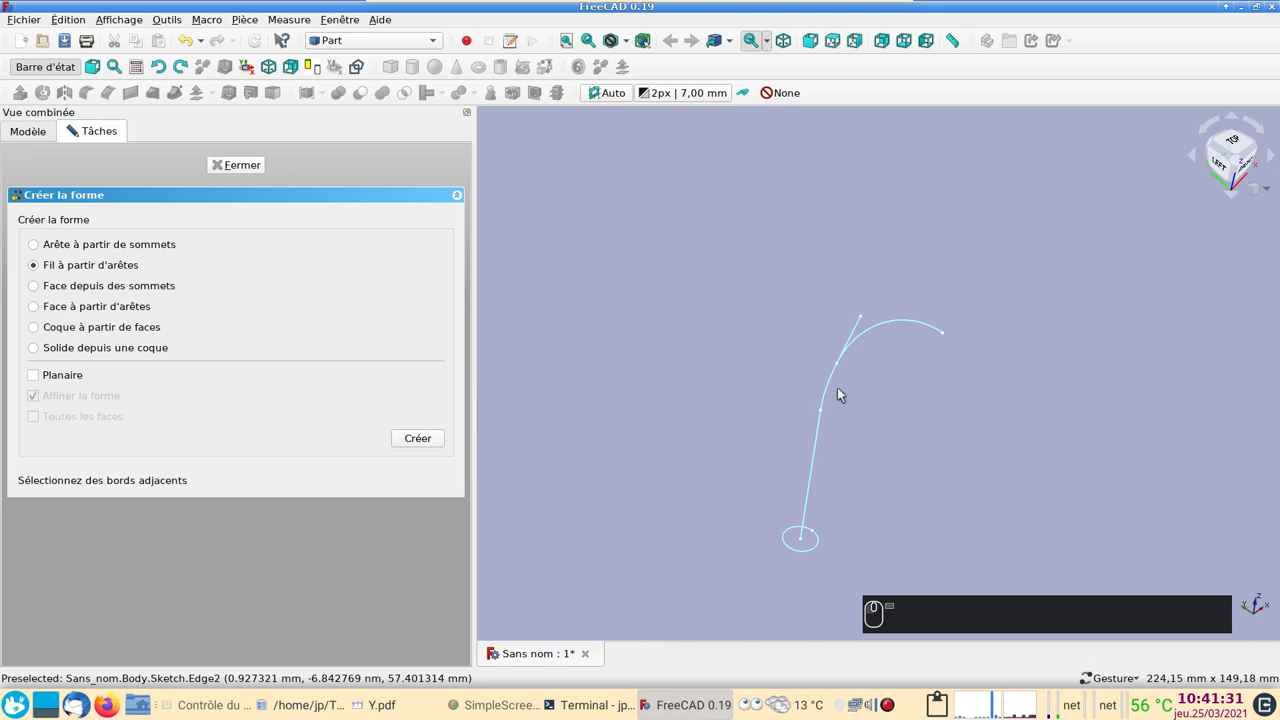 FreeCAD 0.19
Fichier Édition Affichage Outils Macro Pièce Measure Fenêtre Aide
Part
Barre d'état
Auto 2px | 7,00 mm None
Vue combinée
Modèle Tâches
Fermer
Créer la forme
Créer la forme
Arête à partir de sommets
Fil à partir d'arêtes
Face depuis des sommets
Face à partir d'arêtes
Coque à partir de faces
Solide depuis une coque
Planaire
Affiner la forme
Toutes les faces
Créer
Sélectionnez des bords adjacents
TOP
LEFT
Sans nom : 1*
Preselected: Sans_nom.Body.Sketch.Edge2 (0.927321 mm, -6.842769 nm, 57.401314 mm)
Gesture 224,15 mm x 149,18 mm
Contrôle du ... /home/jp/T... Y.pdf SimpleScree... Terminal - jp... FreeCAD 0.19 13 °C net net 56 °C 10:41:31
jeu.25/03/2021